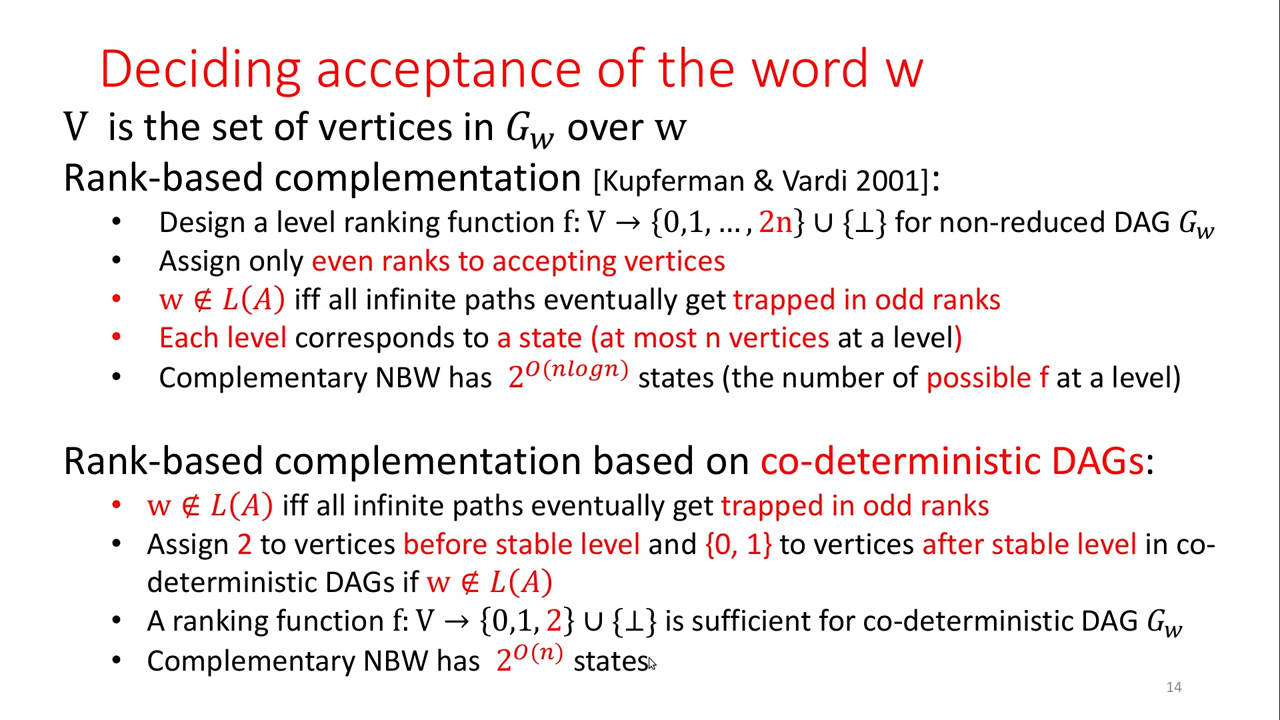 Deciding acceptance of the word w
V is the set of vertices in G_w over w
Rank-based complementation [Kupferman & Vardi 2001]:
• Design a level ranking function f: V → {0,1, … , 2n} ∪ {⊥} for non-reduced DAG G_w
• Assign only even ranks to accepting vertices
• w ∉ L(A) iff all infinite paths eventually get trapped in odd ranks
• Each level corresponds to a state (at most n vertices at a level)
• Complementary NBW has 2^{O(nlogn)} states (the number of possible f at a level)
Rank-based complementation based on co-deterministic DAGs:
• w ∉ L(A) iff all infinite paths eventually get trapped in odd ranks
• Assign 2 to vertices before stable level and {0, 1} to vertices after stable level in co-
deterministic DAGs if w ∉ L(A)
• A ranking function f: V → {0,1, 2} ∪ {⊥} is sufficient for co-deterministic DAG G_w
• Complementary NBW has 2^{O(n)} states
14